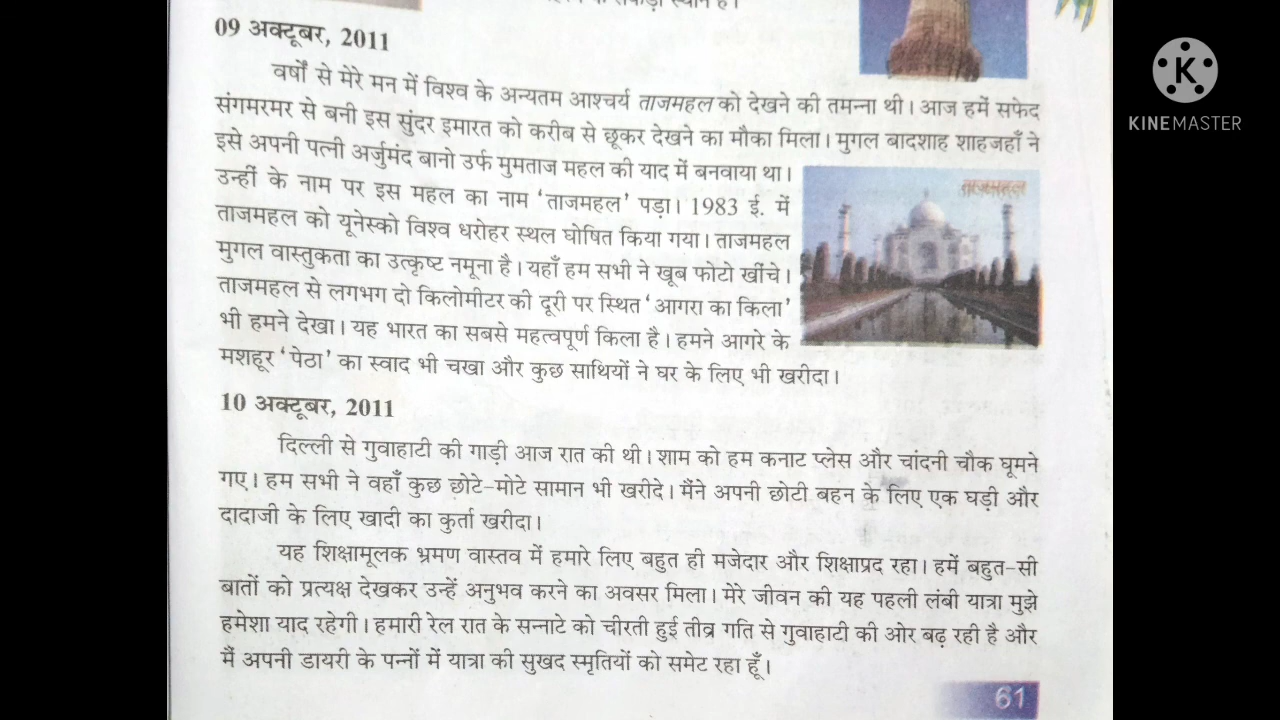 09 अक्टूबर, 2011
K
KINEMASTER
वर्षों से मेरे मन में विश्व के अन्यतम आश्चर्य ताजमहल को देखने की तमन्ना थी। आज हमें सफेद
संगमरमर से बनी इस सुंदर इमारत को करीब से छूकर देखने का मौका मिला। मुगल बादशाह शाहजहाँ ने
इसे अपनी पत्नी अर्जुमंद बानो उर्फ मुमताज महल की याद में बनवाया था।
उन्हीं के नाम पर इस महल का नाम ‘ताजमहल’ पड़ा। 1983 ई. में
ताजमहल को यूनेस्को विश्व धरोहर स्थल घोषित किया गया। ताजमहल
मुगल वास्तुकता का उत्कृष्ट नमूना है। यहाँ हम सभी ने खूब फोटो खींचे।
ताजमहल से लगभग दो किलोमीटर की दूरी पर स्थित ‘आगरा का किला’
भी हमने देखा। यह भारत का सबसे महत्वपूर्ण किला है। हमने आगरे के
मशहूर ‘पेठा’ का स्वाद भी चखा और कुछ साथियों ने घर के लिए भी खरीदा।
ताजमहल
10 अक्टूबर, 2011
दिल्ली से गुवाहाटी की गाड़ी आज रात की थी। शाम को हम कनाट प्लेस और चांदनी चौक घूमने
गए। हम सभी ने वहाँ कुछ छोटे-मोटे सामान भी खरीदे। मैंने अपनी छोटी बहन के लिए एक घड़ी और
दादाजी के लिए खादी का कुर्ता खरीदा।
यह शिक्षामूलक भ्रमण वास्तव में हमारे लिए बहुत ही मजेदार और शिक्षाप्रद रहा। हमें बहुत-सी
बातों को प्रत्यक्ष देखकर उन्हें अनुभव करने का अवसर मिला। मेरे जीवन की यह पहली लंबी यात्रा मुझे
हमेशा याद रहेगी। हमारी रेल रात के सन्नाटे को चीरती हुई तीव्र गति से गुवाहाटी की ओर बढ़ रही है और
मैं अपनी डायरी के पन्नों में यात्रा की सुखद स्मृतियों को समेट रहा हूँ।
61